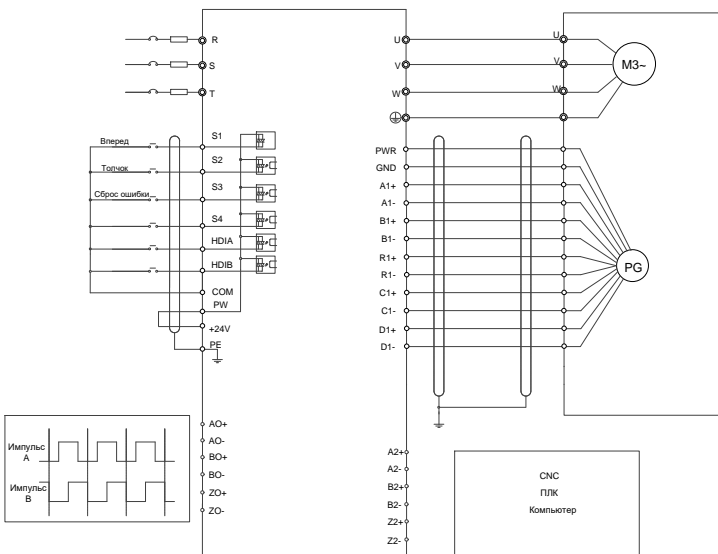 R
S
T
S1
Вперед
S2
Толчок
S3
Сброс ошибки
S4
HDIA
HDIB
COM
PW
+24V
PE
U
V
W
U
V
W
M3~
PWR
GND
A1+
A1-
B1+
B1-
R1+
R1-
C1+
C1-
D1+
D1-
PG
Импульс
A
Импульс
B
AO+
AO-
BO+
BO-
ZO+
ZO-
A2+
A2-
B2+
B2-
Z2+
Z2-
CNC
ПЛК
Компьютер